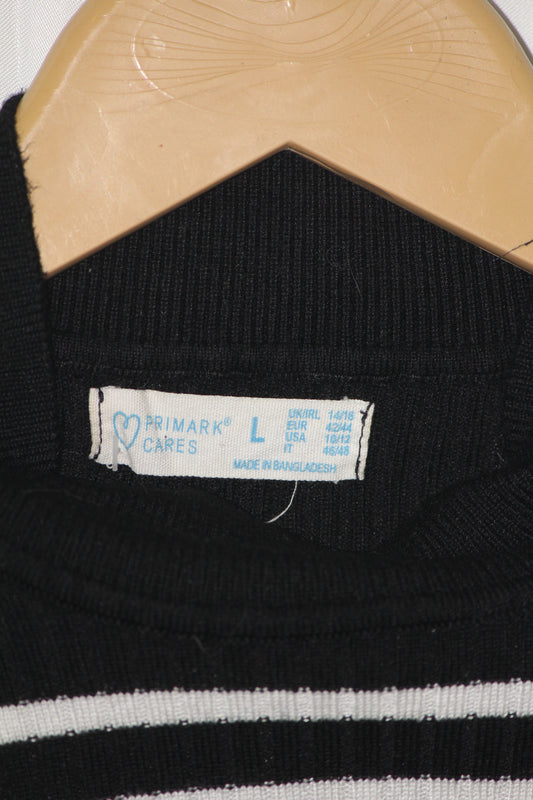 PRIMARK®
CARES
L
UK/IRL 14/16
EUR 42/44
USA 10/12
IT 46/48
MADE IN BANGLADESH